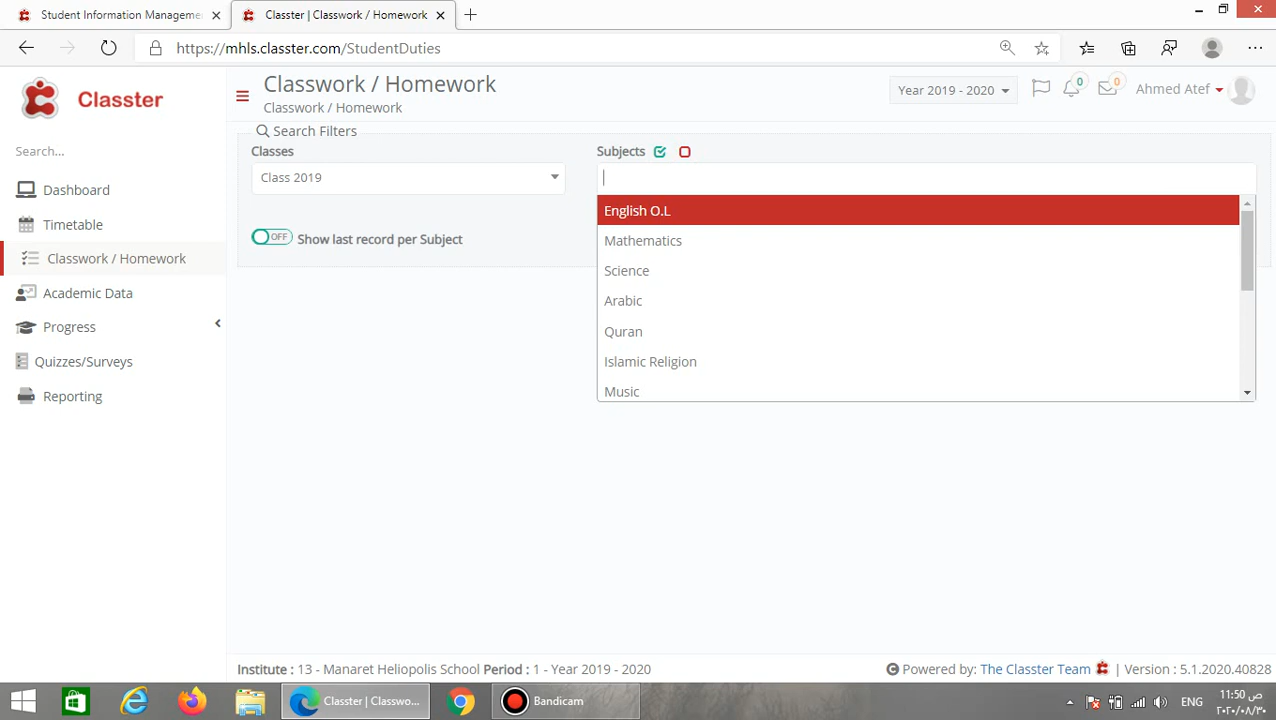 Student Information Manageme
Classter | Classwork / Homework
https://mhls.classter.com/StudentDuties
Classter
Classwork / Homework
Classwork / Homework
Year 2019 - 2020
0
0
Ahmed Atef
Search Filters
Search...
Classes
Subjects
Class 2019
Dashboard
English O.L
Timetable
OFF
Show last record per Subject
Mathematics
Classwork / Homework
Science
Academic Data
Arabic
Progress
Quran
Quizzes/Surveys
Islamic Religion
Reporting
Music
Institute : 13 - Manaret Heliopolis School Period : 1 - Year 2019 - 2020
Powered by: The Classter Team | Version : 5.1.2020.40828
Classter | Classwo...
Bandicam
ENG
11:50 ص
٢٠٢٠/٠٨/٣٠